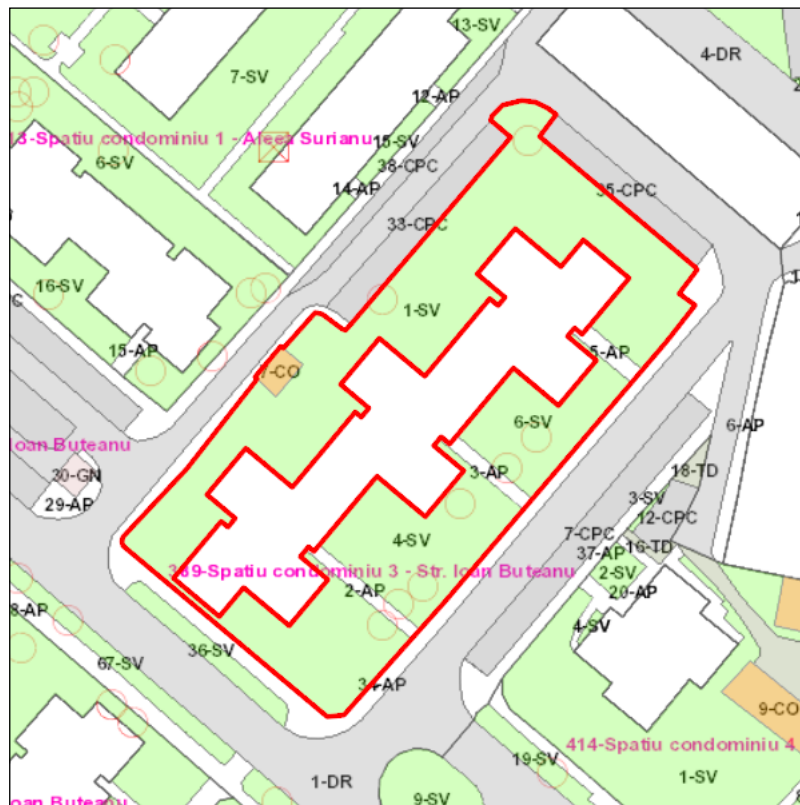 13-SV
4-DR
7-SV
12-AP
13-Spatiu condominiu 1 - Aleea Surianu
15-SV
6-SV
38-CPC
14-AP
35-CPC
33-CPC
16-SV
1-SV
15-AP
5-AP
7-CO
6-SV
6-AP
Ioan Buteanu
30-GN
3-AP
18-TD
29-AP
3-SV
12-CPC
7-CPC
4-SV
37-AP
16-TD
389-Spatiu condominiu 3 - Str. Ioan Buteanu
2-SV
2-AP
20-AP
8-AP
4-SV
36-SV
67-SV
34-AP
9-CO
414-Spatiu condominiu 4
19-SV
1-DR
1-SV
9-SV
oan Buteanu